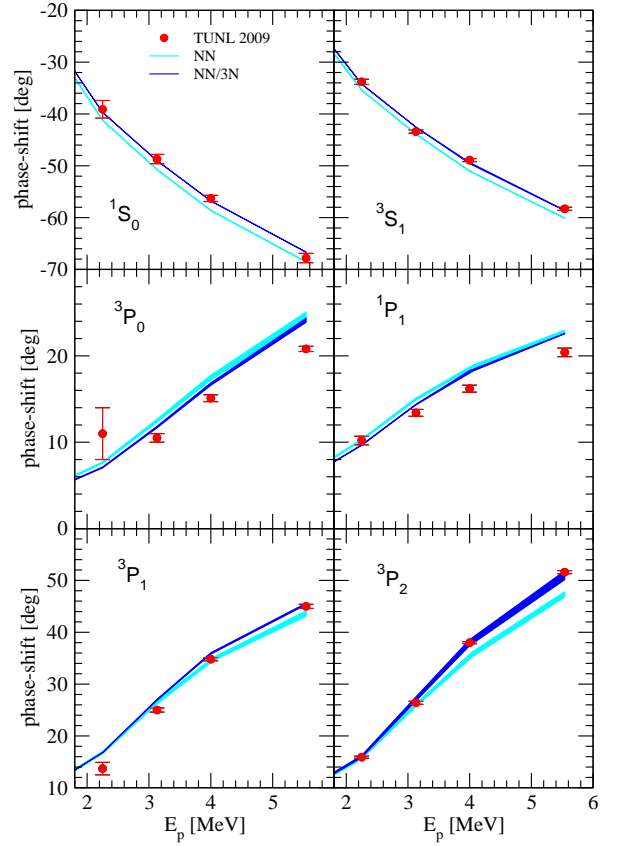 -20
-30
-40
-50
-60
-70
phase-shift [deg]
TUNL 2009
NN
NN/3N
¹S₀
³S₁
20
10
0
phase-shift [deg]
³P₀
¹P₁
50
40
30
20
10
phase-shift [deg]
³P₁
³P₂
2 3 4 5
2 3 4 5 6
Eₚ [MeV]
Eₚ [MeV]